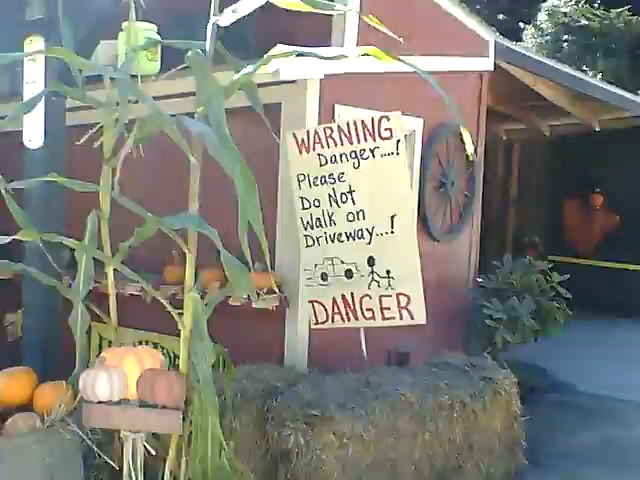 WARNING
Danger....!
Please
Do Not
Walk on
Driveway...!
DANGER